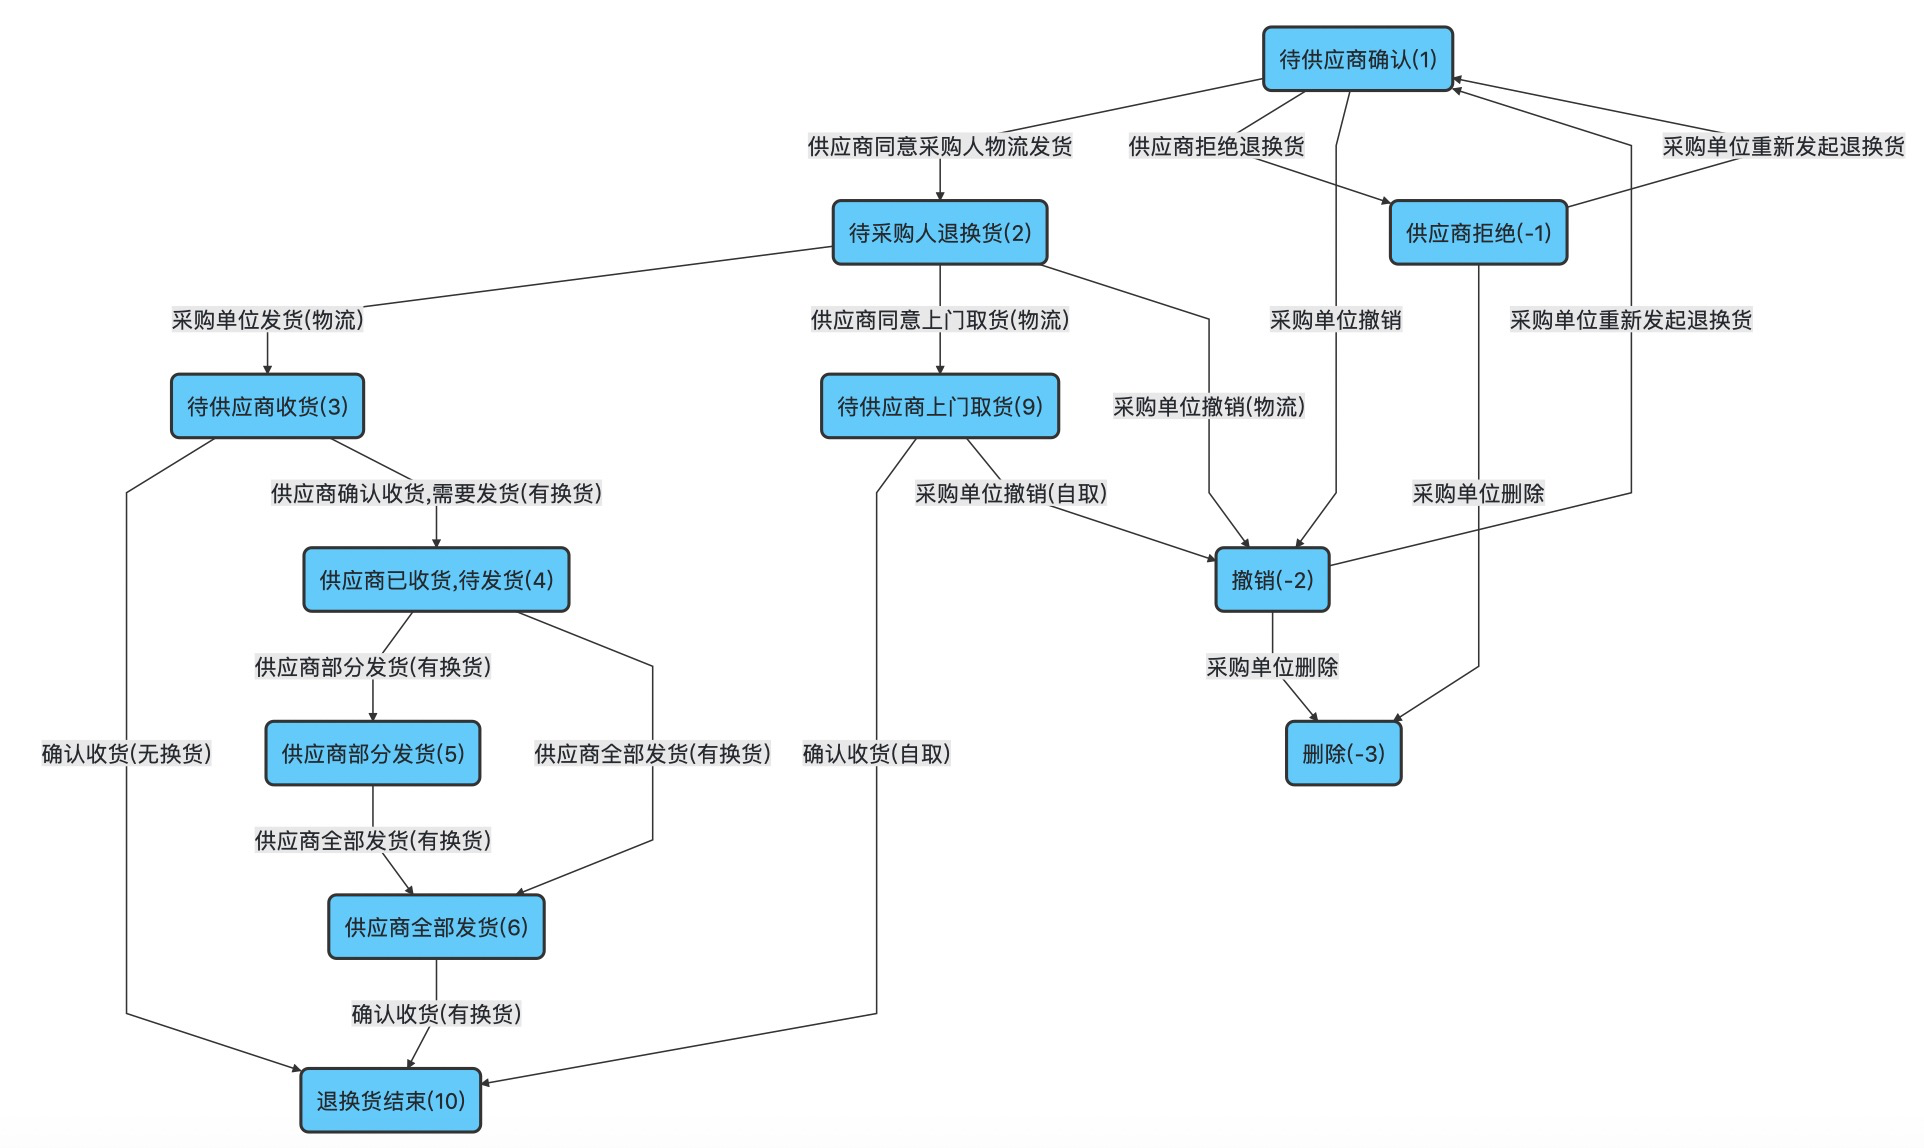 待供应商确认(1)
供应商同意采购人物流发货
供应商拒绝退换货
采购单位重新发起退换货
待采购人退换货(2)
供应商拒绝(-1)
采购单位发货(物流)
供应商同意上门取货(物流)
采购单位撤销
采购单位重新发起退换货
待供应商收货(3)
待供应商上门取货(9)
采购单位撤销(物流)
供应商确认收货,需要发货(有换货)
采购单位撤销(自取)
采购单位删除
供应商已收货,待发货(4)
撤销(-2)
供应商部分发货(有换货)
采购单位删除
确认收货(无换货)
供应商部分发货(5)
供应商全部发货(有换货)
确认收货(自取)
删除(-3)
供应商全部发货(有换货)
供应商全部发货(6)
确认收货(有换货)
退换货结束(10)